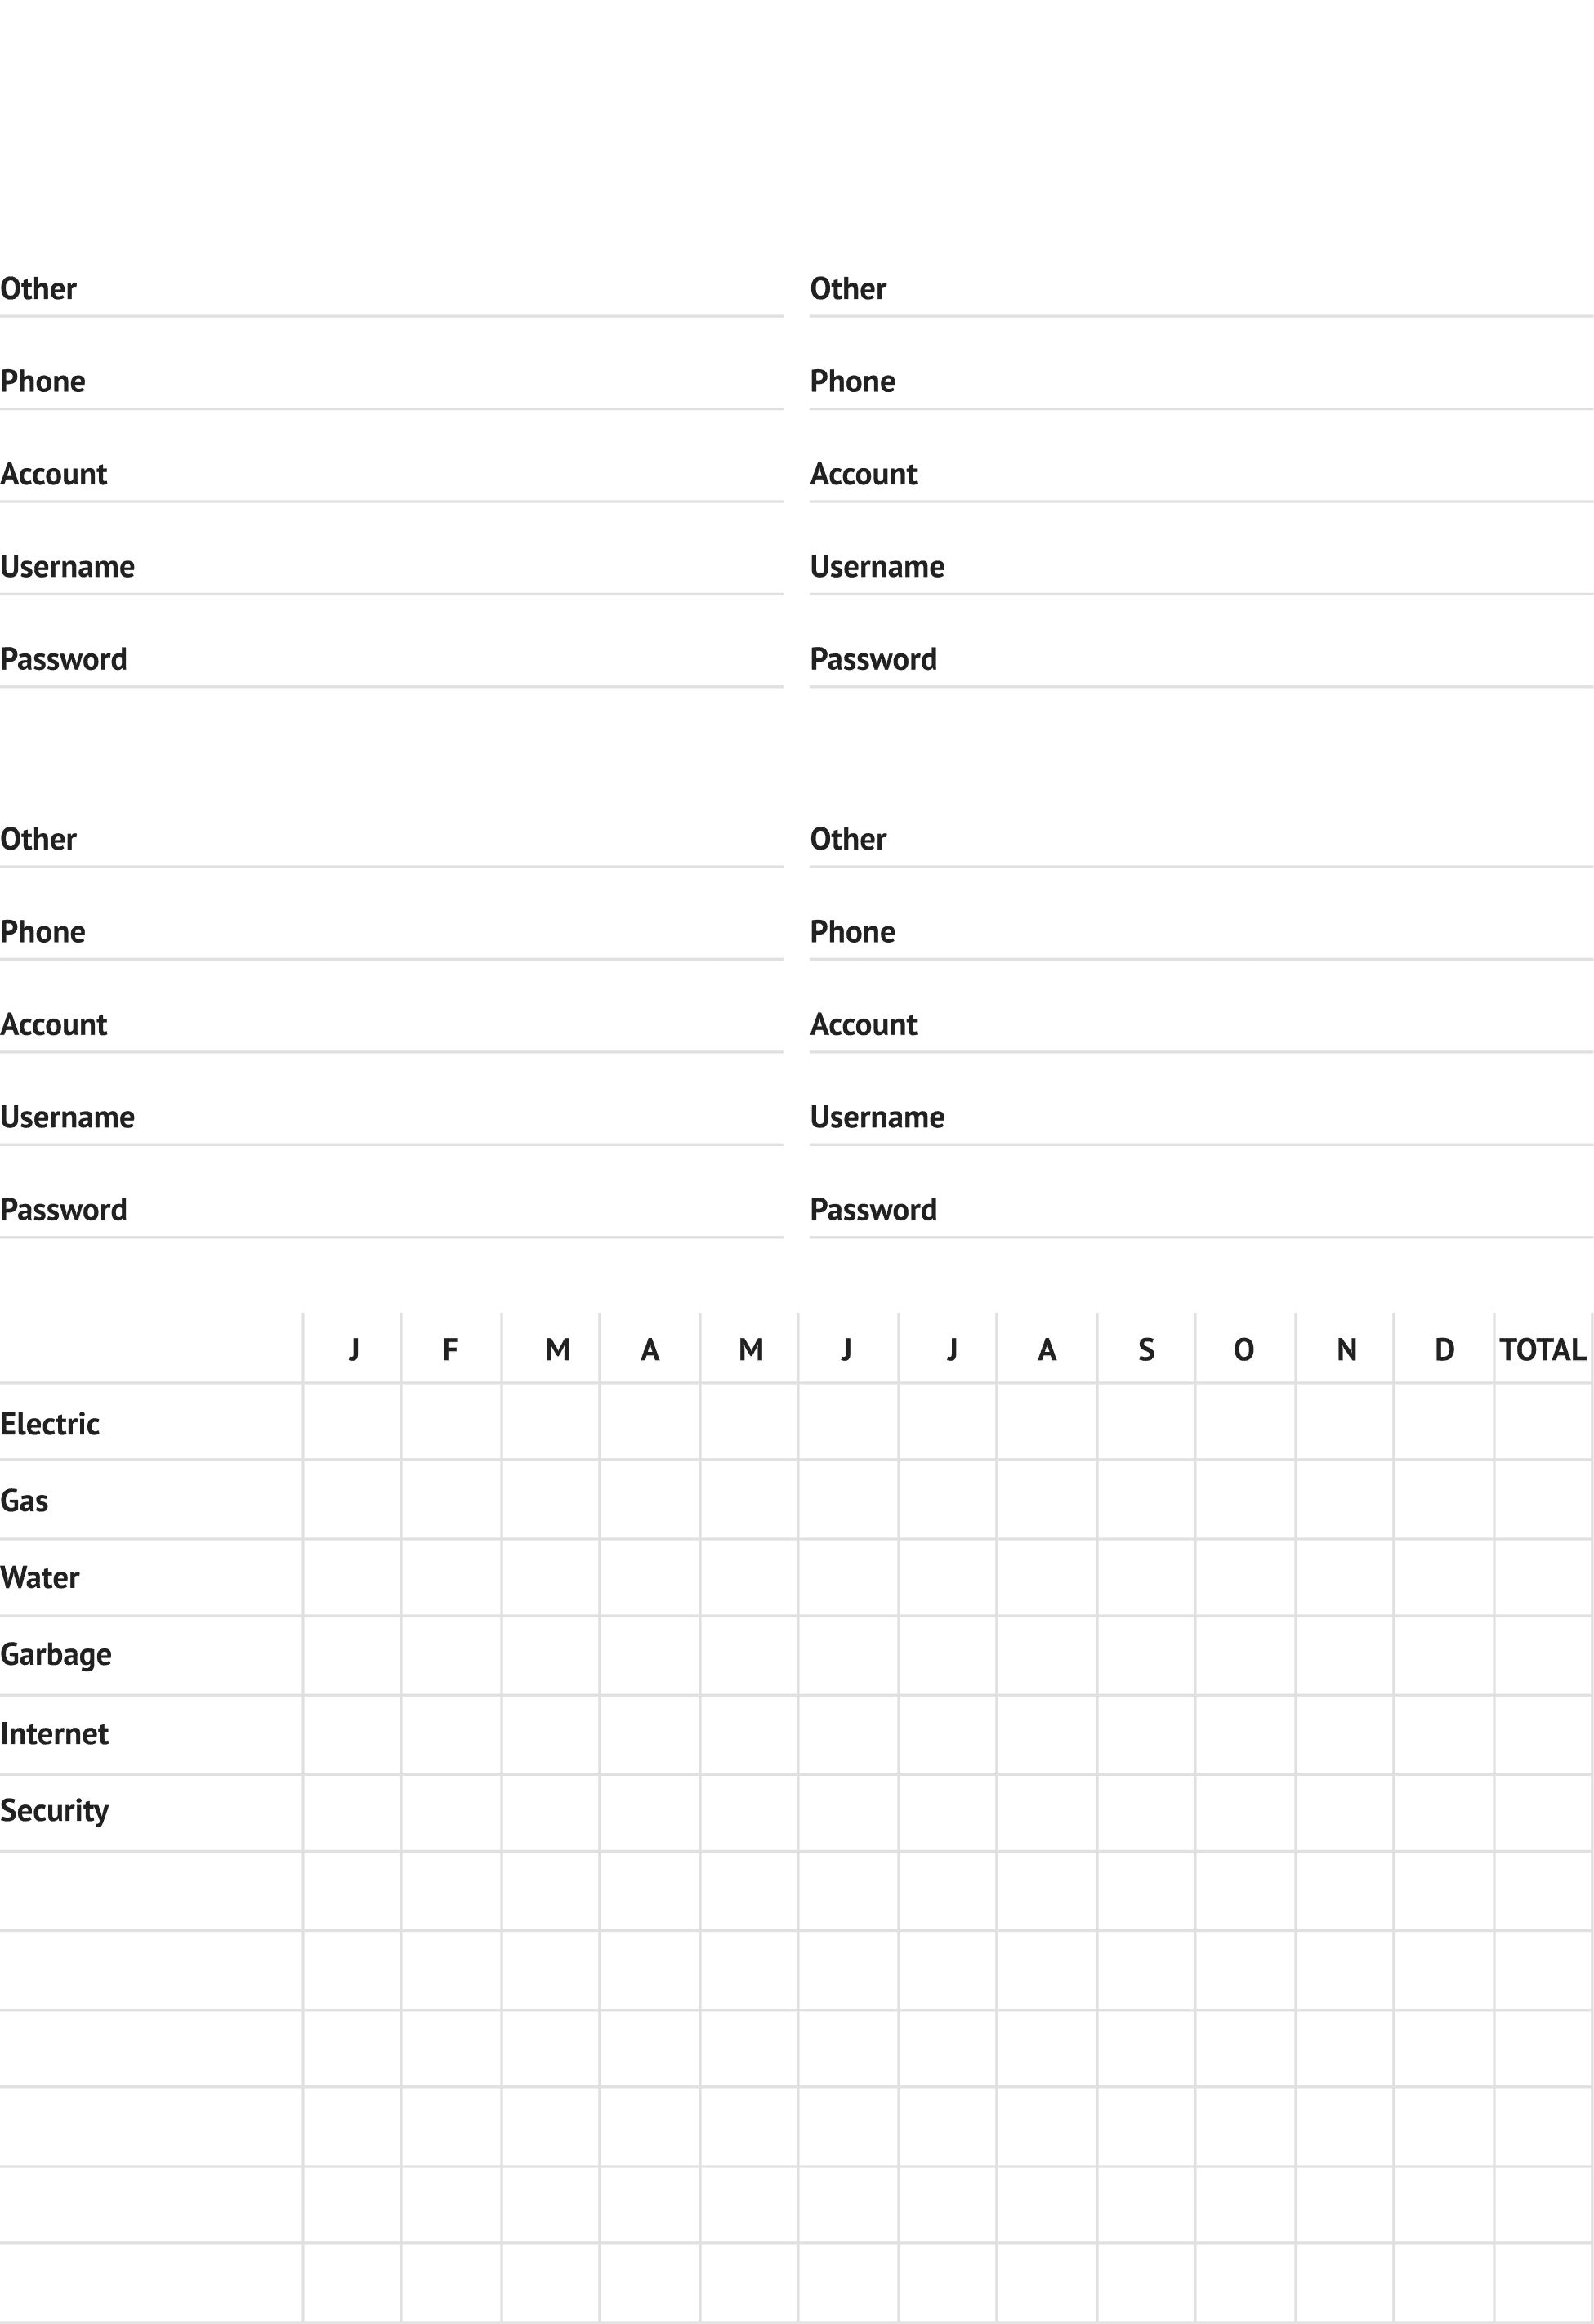 Other Other
Phone Phone
Account Account
Username Username
Password Password
Other Other
Phone Phone
Account Account
Username Username
Password Password
J F M A M J J A S O N D TOTAL
Electric
Gas
Water
Garbage
Internet
Security